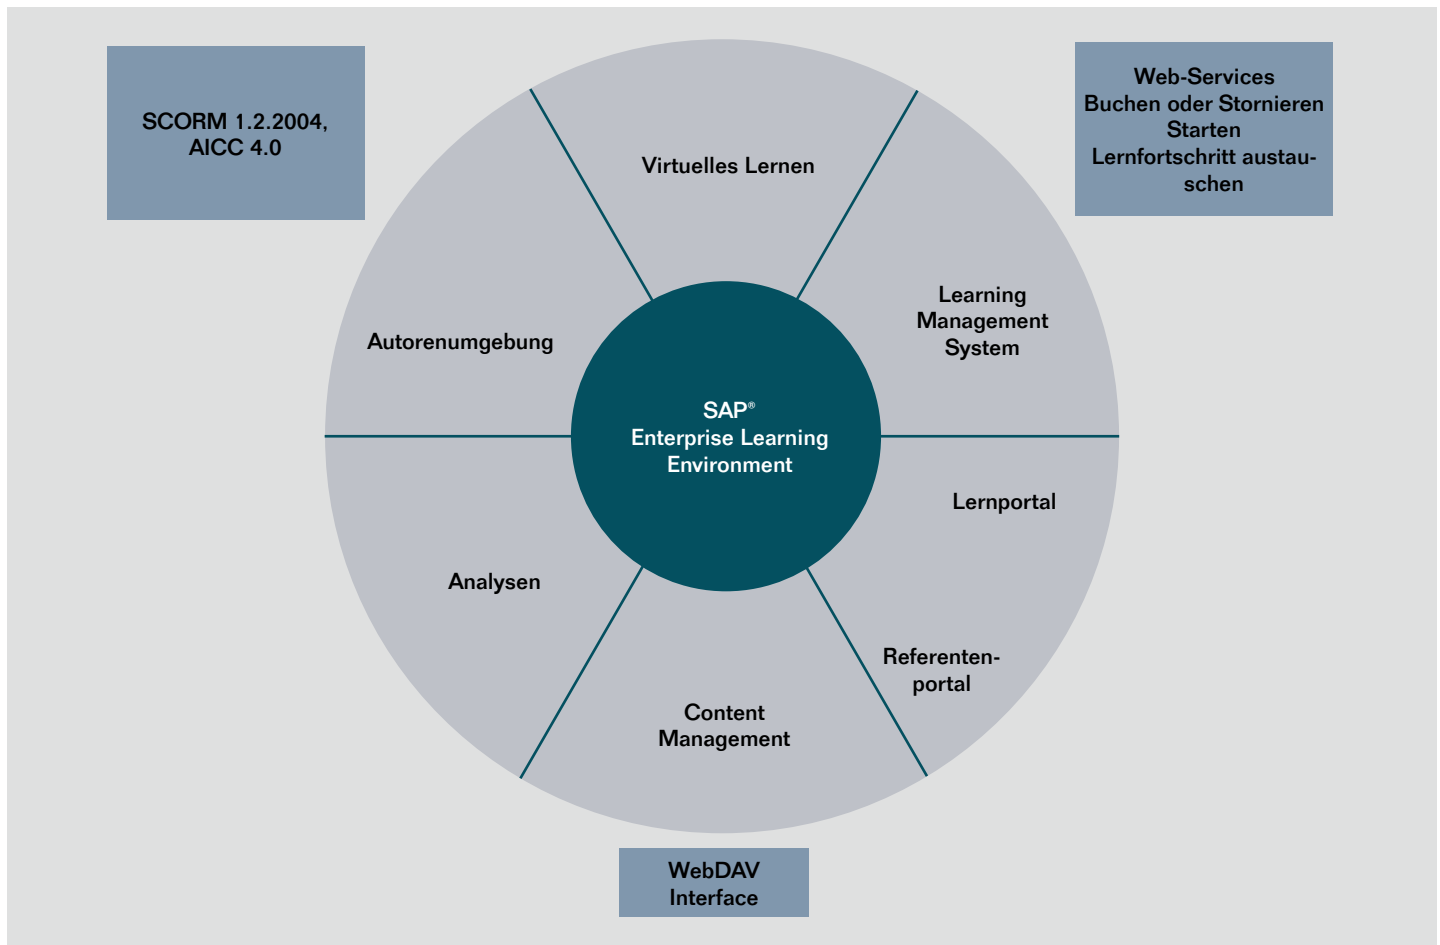 SCORM 1.2.2004,
AICC 4.0
Web-Services
Buchen oder Stornieren
Starten
Lernfortschritt austau-
schen
Virtuelles Lernen
Learning
Management
System
Autorenumgebung
SAP®
Enterprise Learning
Environment
Lernportal
Analysen
Referenten-
portal
Content
Management
WebDAV
Interface